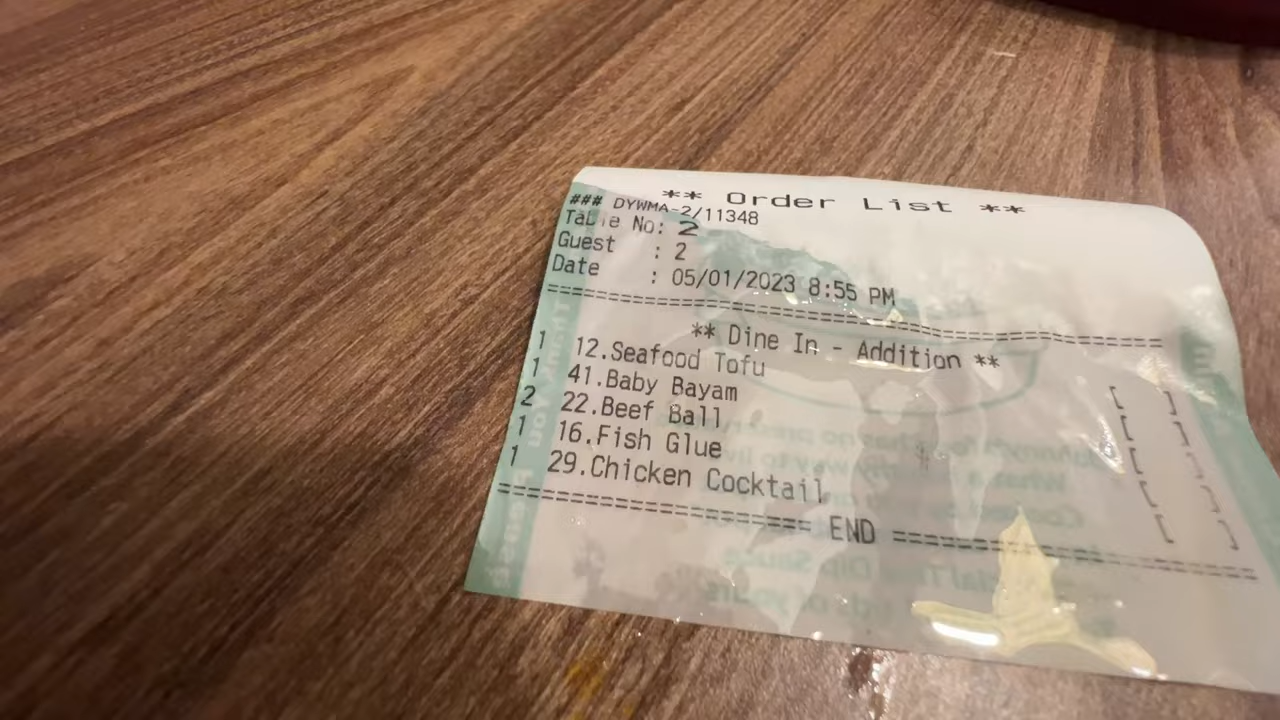 ** Order List **
### DYWMA-2/11348
Table No: 2
Guest : 2
Date : 05/01/2023 8:55 PM
** Dine In - Addition **
1 12.Seafood Tofu [ ]
1 41.Baby Bayam [ ]
2 22.Beef Ball [ ]
1 16.Fish Glue [ ]
1 29.Chicken Cocktail
================== END ==================